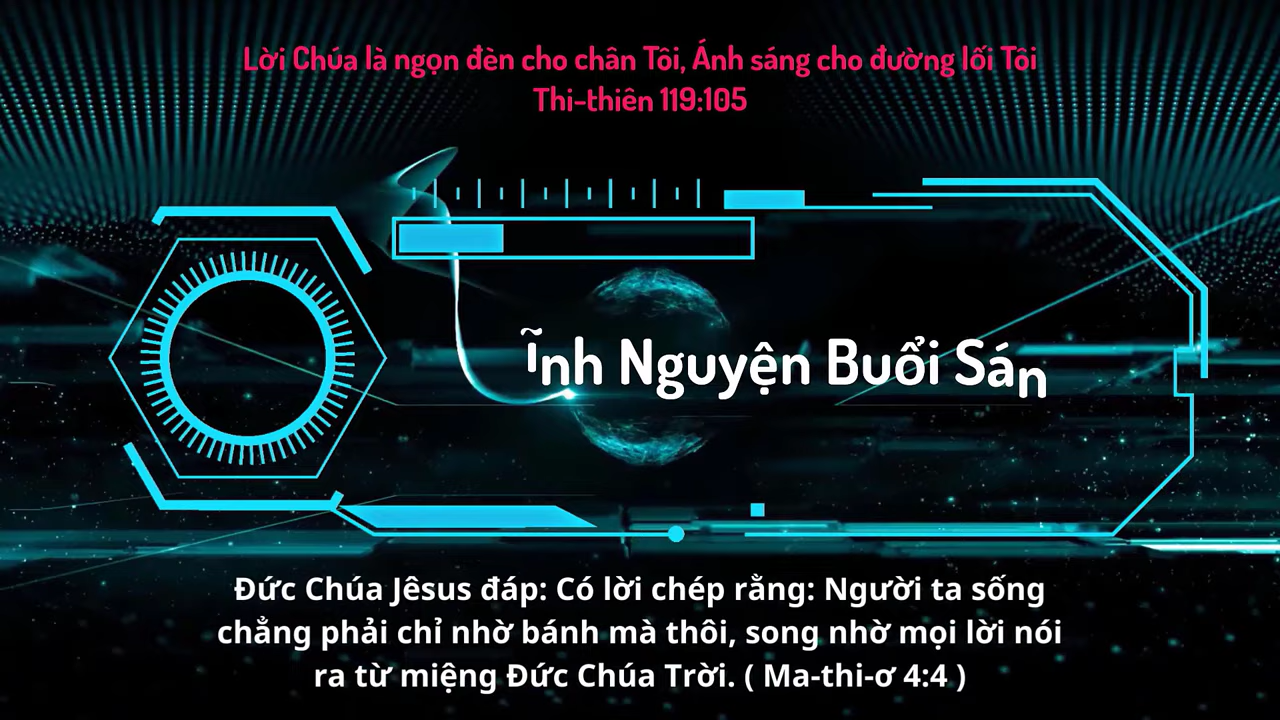 Lời Chúa là ngọn đèn cho chân Tôi, Ánh sáng cho đường lối Tôi
Thi-thiên 119:105
Ĩnh Nguyện Buổi Sán
Đức Chúa Jêsus đáp: Có lời chép rằng: Người ta sống
chẳng phải chỉ nhờ bánh mà thôi, song nhờ mọi lời nói
ra từ miệng Đức Chúa Trời. ( Ma-thi-ơ 4:4 )